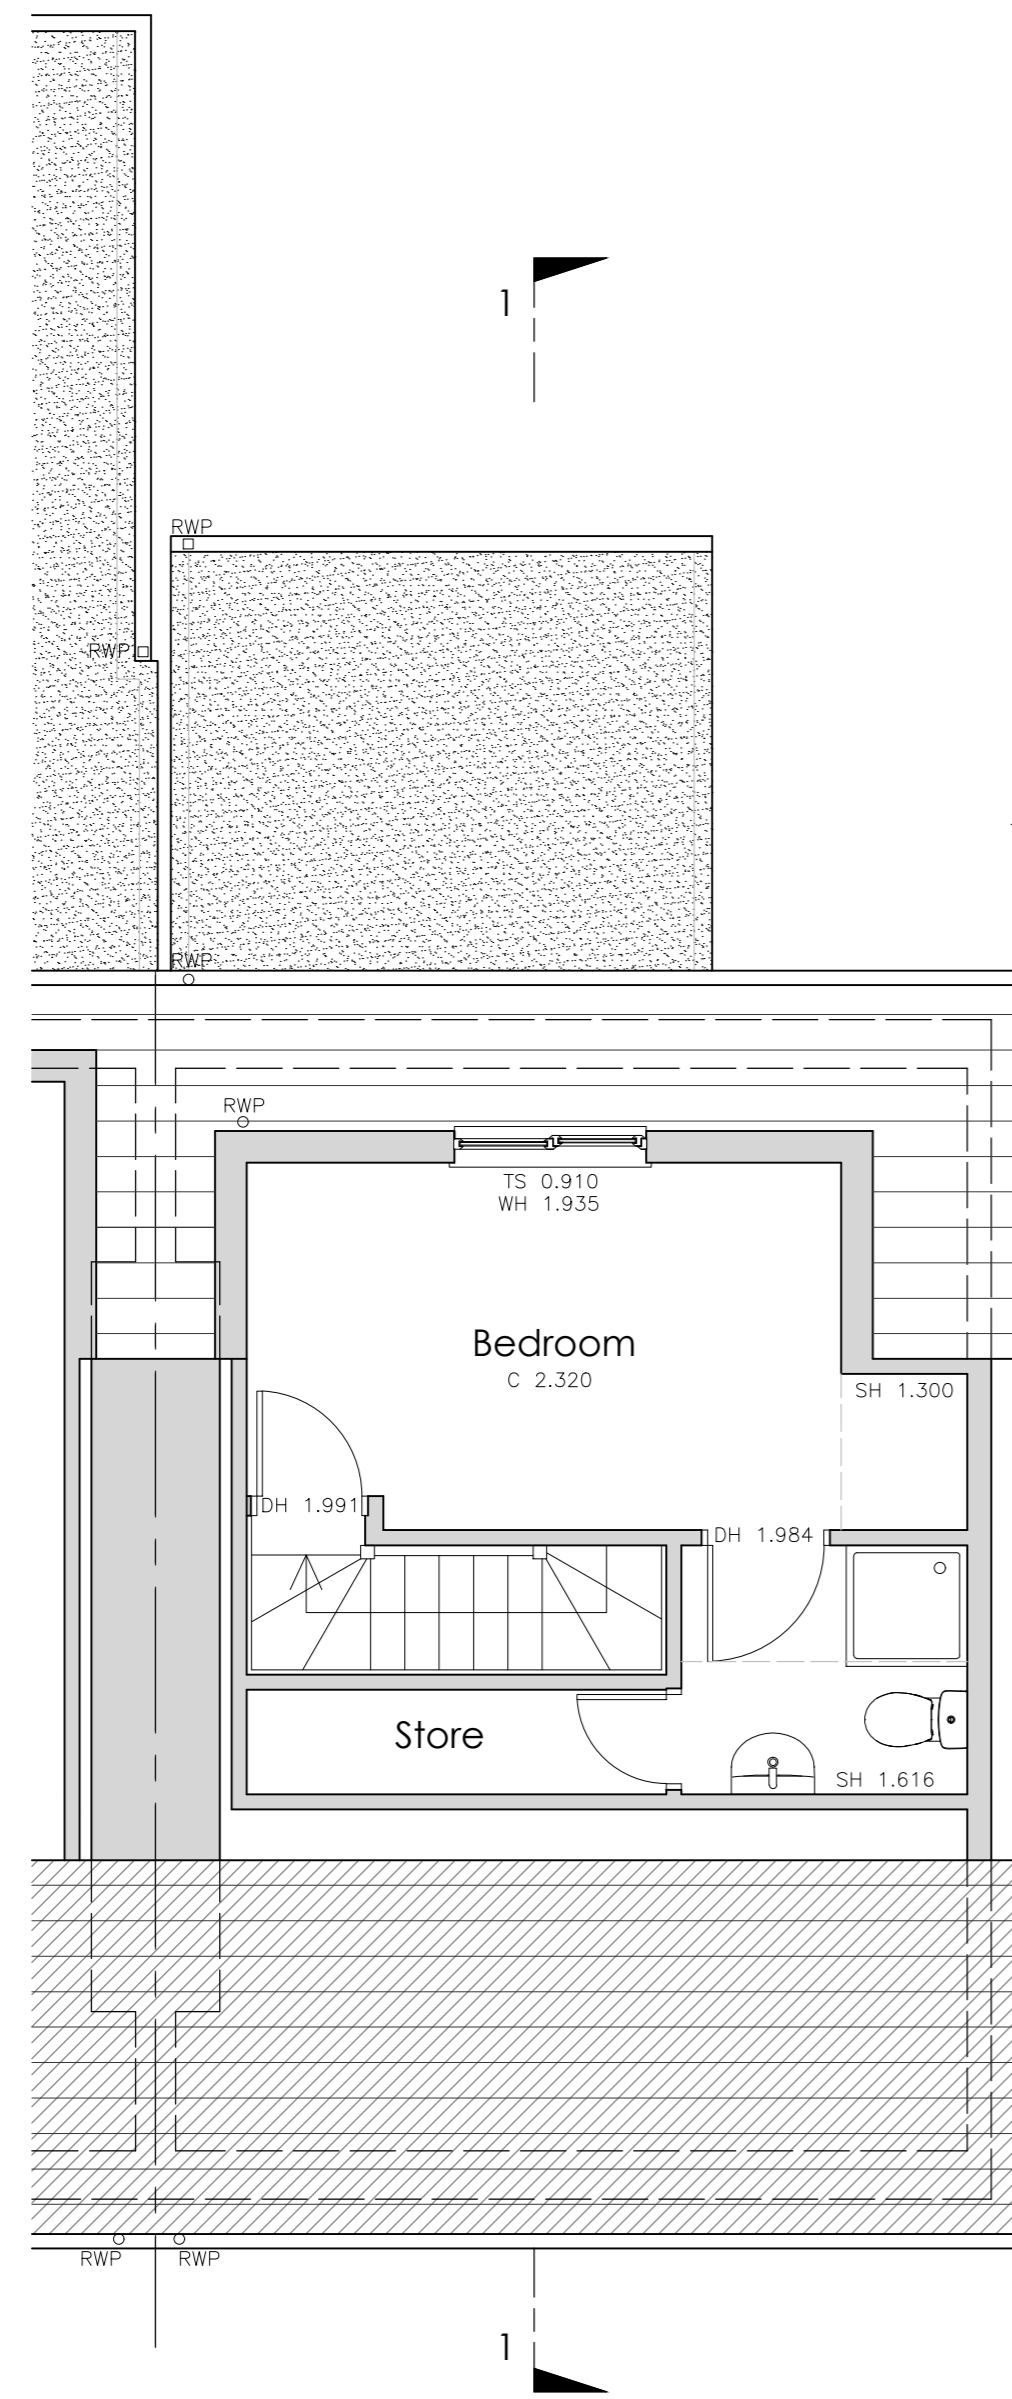 1
RWP
RWP
RWP
RWP
TS 0.910
WH 1.935
Bedroom
C 2.320
SH 1.300
DH 1.991
DH 1.984
Store
SH 1.616
RWP
RWP
1